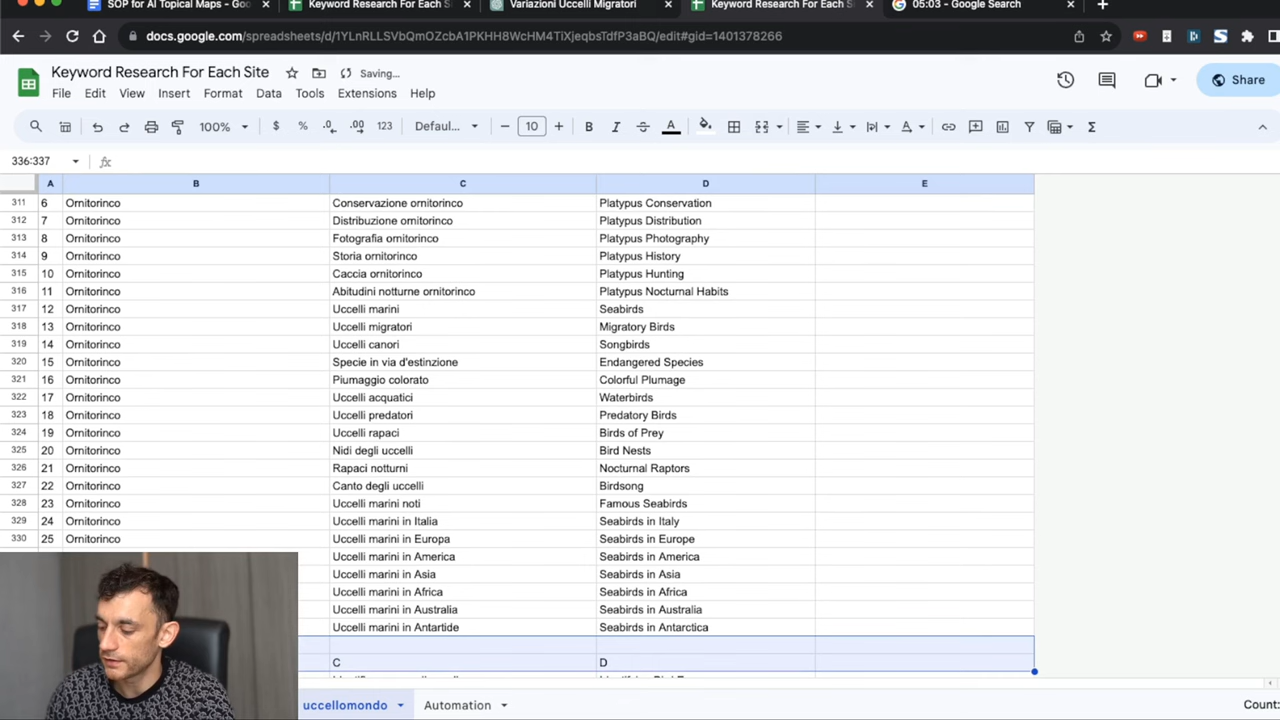 SOP for AI Topical Maps - Goo
Keyword Research For Each Si
Variazioni Uccelli Migratori
Keyword Research For Each Si
05:03 - Google Search
docs.google.com/spreadsheets/d/1YLnRLLSVbQmOZcbA1PKHH8WcHM4TiXjeqbsTdfP3aBQ/edit#gid=1401378266
Keyword Research For Each Site Saving...
File Edit View Insert Format Data Tools Extensions Help
Share
100% $ % .0 .00 123 Defaul... 10
336:337
A B C D E
311 6 Ornitorinco Conservazione ornitorinco Platypus Conservation
312 7 Ornitorinco Distribuzione ornitorinco Platypus Distribution
313 8 Ornitorinco Fotografia ornitorinco Platypus Photography
314 9 Ornitorinco Storia ornitorinco Platypus History
315 10 Ornitorinco Caccia ornitorinco Platypus Hunting
316 11 Ornitorinco Abitudini notturne ornitorinco Platypus Nocturnal Habits
317 12 Ornitorinco Uccelli marini Seabirds
318 13 Ornitorinco Uccelli migratori Migratory Birds
319 14 Ornitorinco Uccelli canori Songbirds
320 15 Ornitorinco Specie in via d'estinzione Endangered Species
321 16 Ornitorinco Piumaggio colorato Colorful Plumage
322 17 Ornitorinco Uccelli acquatici Waterbirds
323 18 Ornitorinco Uccelli predatori Predatory Birds
324 19 Ornitorinco Uccelli rapaci Birds of Prey
325 20 Ornitorinco Nidi degli uccelli Bird Nests
326 21 Ornitorinco Rapaci notturni Nocturnal Raptors
327 22 Ornitorinco Canto degli uccelli Birdsong
328 23 Ornitorinco Uccelli marini noti Famous Seabirds
329 24 Ornitorinco Uccelli marini in Italia Seabirds in Italy
330 25 Ornitorinco Uccelli marini in Europa Seabirds in Europe
Uccelli marini in America Seabirds in America
Uccelli marini in Asia Seabirds in Asia
Uccelli marini in Africa Seabirds in Africa
Uccelli marini in Australia Seabirds in Australia
Uccelli marini in Antartide Seabirds in Antarctica
C D
uccellomondo Automation
Count: